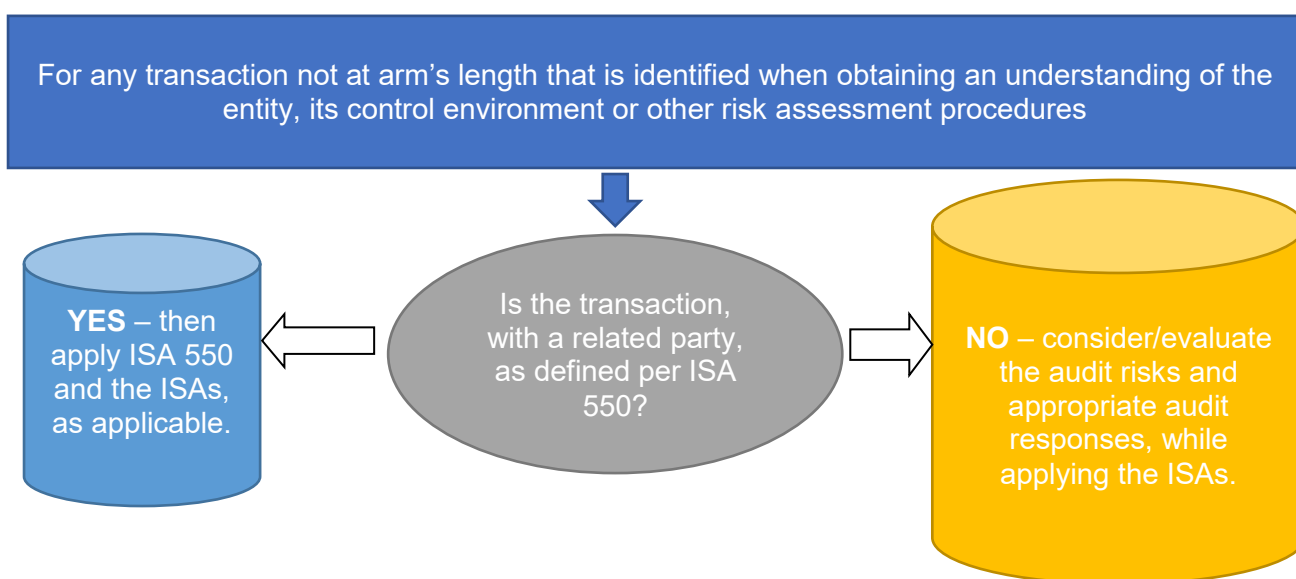 For any transaction not at arm’s length that is identified when obtaining an understanding of the
entity, its control environment or other risk assessment procedures
YES – then
apply ISA 550
and the ISAs,
as applicable.
Is the transaction,
with a related party,
as defined per ISA
550?
NO – consider/evaluate
the audit risks and
appropriate audit
responses, while
applying the ISAs.